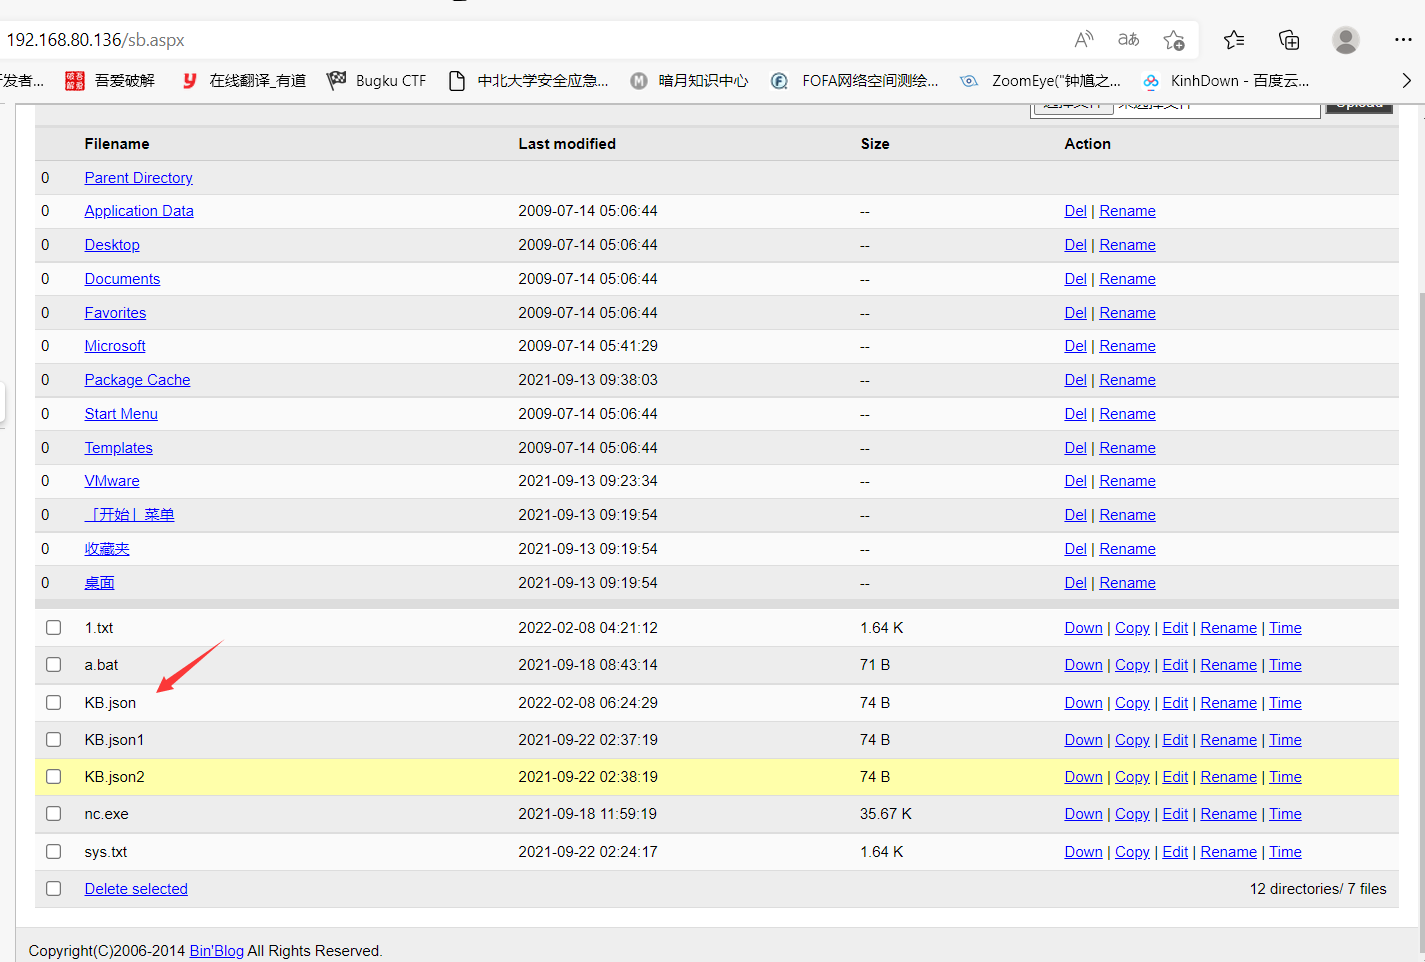 192.168.80.136/sb.aspx
开发者... 吾爱破解 在线翻译_有道 Bugku CTF 中北大学安全应急... 暗月知识中心 FOFA网络空间测绘... ZoomEye("钟馗之... KinhDown - 百度云...
选择文件 未选择文件 Upload
Filename Last modified Size Action
0 Parent Directory
0 Application Data 2009-07-14 05:06:44 -- Del | Rename
0 Desktop 2009-07-14 05:06:44 -- Del | Rename
0 Documents 2009-07-14 05:06:44 -- Del | Rename
0 Favorites 2009-07-14 05:06:44 -- Del | Rename
0 Microsoft 2009-07-14 05:41:29 -- Del | Rename
0 Package Cache 2021-09-13 09:38:03 -- Del | Rename
0 Start Menu 2009-07-14 05:06:44 -- Del | Rename
0 Templates 2009-07-14 05:06:44 -- Del | Rename
0 VMware 2021-09-13 09:23:34 -- Del | Rename
0 「开始」菜单 2021-09-13 09:19:54 -- Del | Rename
0 收藏夹 2021-09-13 09:19:54 -- Del | Rename
0 桌面 2021-09-13 09:19:54 -- Del | Rename
1.txt 2022-02-08 04:21:12 1.64 K Down | Copy | Edit | Rename | Time
a.bat 2021-09-18 08:43:14 71 B Down | Copy | Edit | Rename | Time
KB.json 2022-02-08 06:24:29 74 B Down | Copy | Edit | Rename | Time
KB.json1 2021-09-22 02:37:19 74 B Down | Copy | Edit | Rename | Time
KB.json2 2021-09-22 02:38:19 74 B Down | Copy | Edit | Rename | Time
nc.exe 2021-09-18 11:59:19 35.67 K Down | Copy | Edit | Rename | Time
sys.txt 2021-09-22 02:24:17 1.64 K Down | Copy | Edit | Rename | Time
Delete selected 12 directories/ 7 files
Copyright(C)2006-2014 Bin'Blog All Rights Reserved.